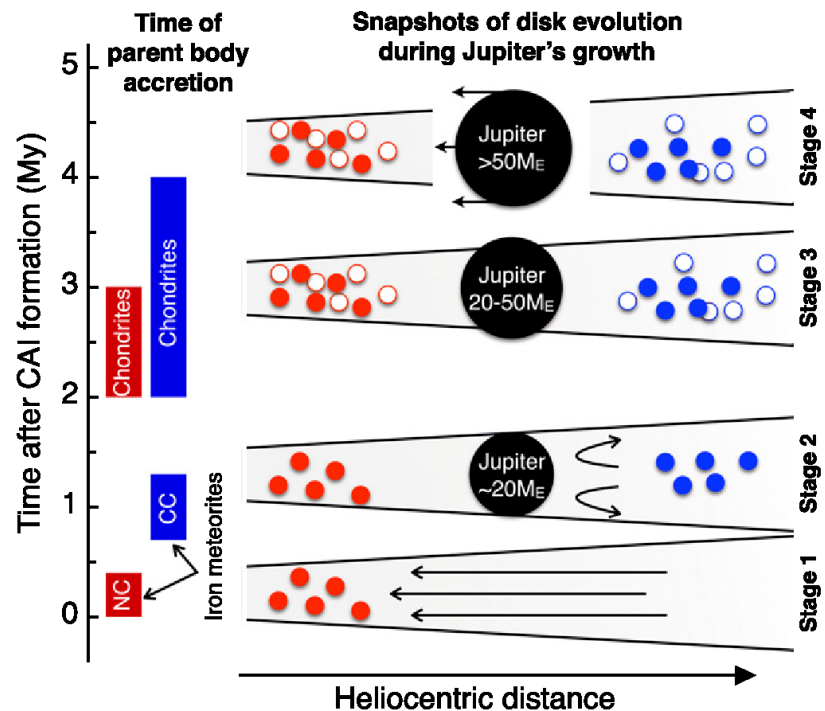 Time of
parent body
accretion
Snapshots of disk evolution
during Jupiter's growth
Time after CAI formation (My)
5
4
3
2
1
0
Chondrites
Chondrites
CC
NC
Iron meteorites
Jupiter
>50ME
Stage 4
Jupiter
20-50ME
Stage 3
Jupiter
~20ME
Stage 2
Stage 1
Heliocentric distance